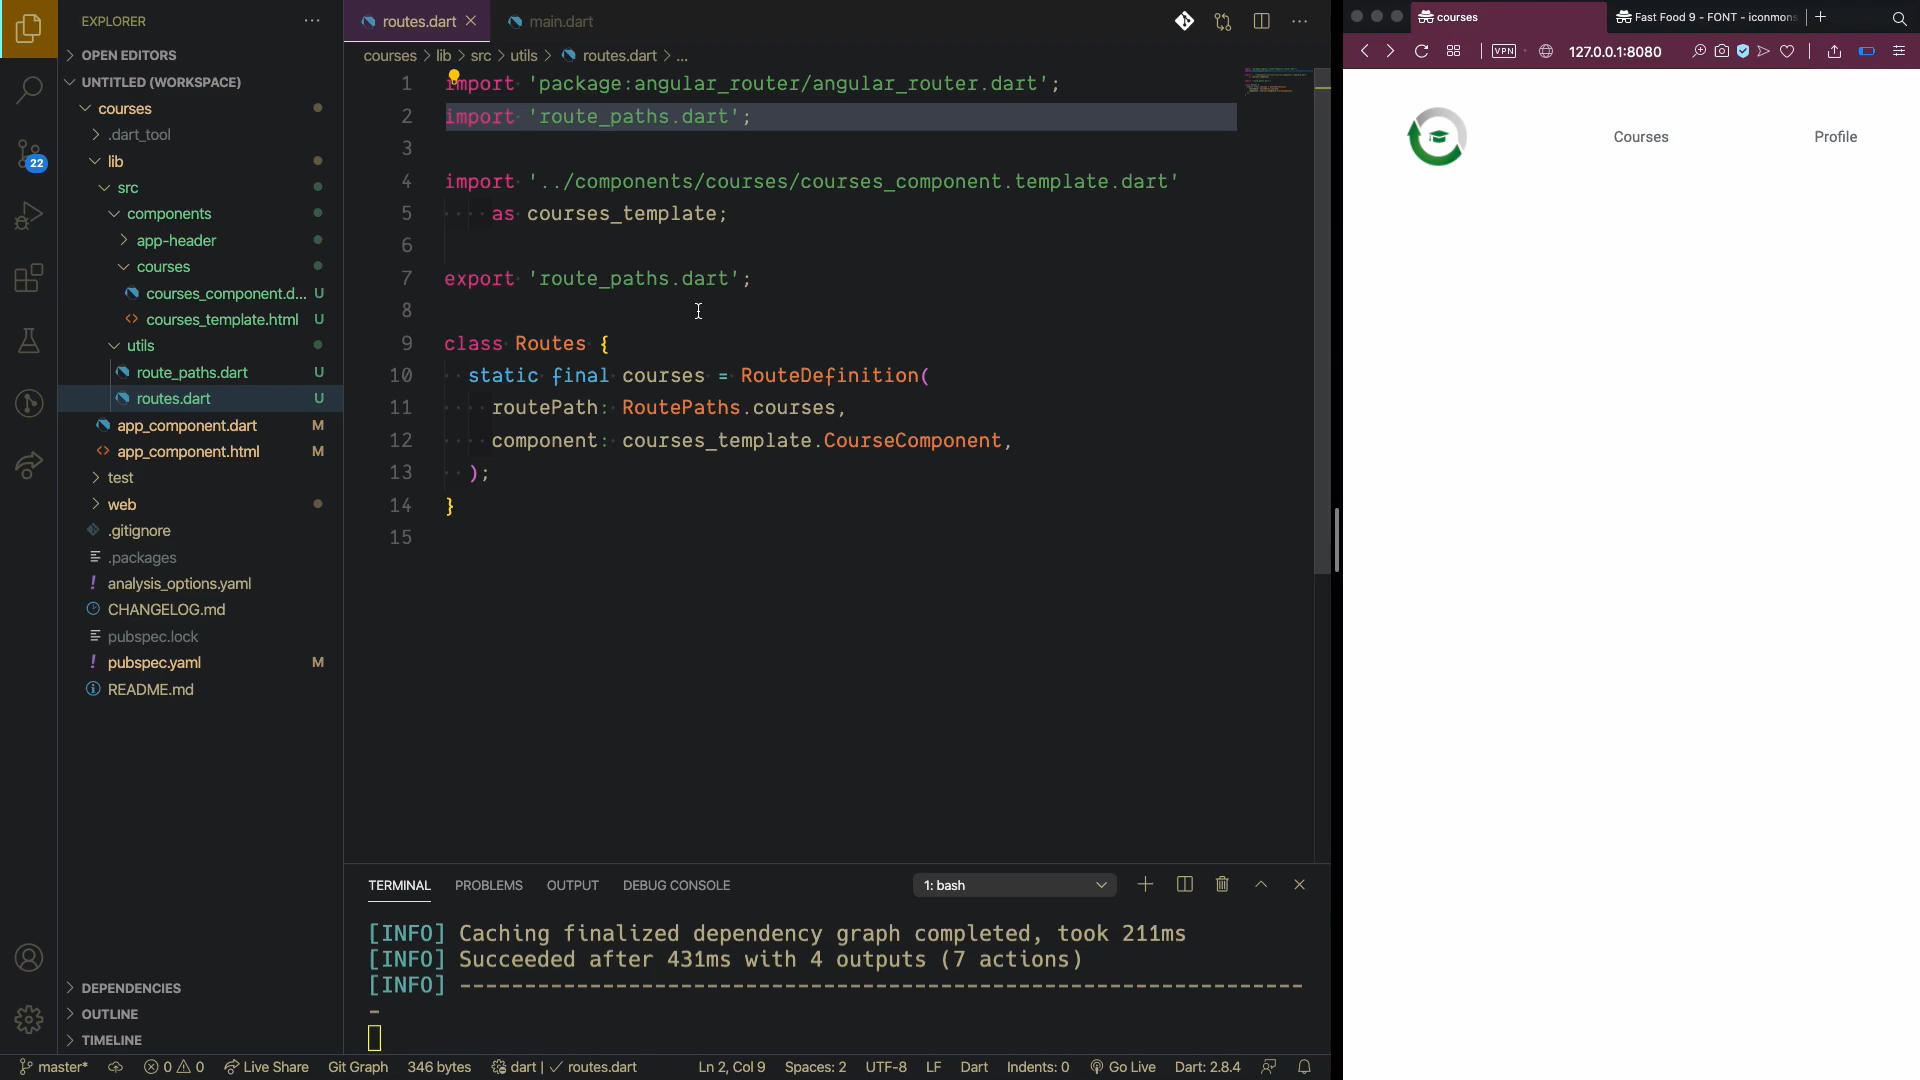 EXPLORER
OPEN EDITORS
UNTITLED (WORKSPACE)
courses
.dart_tool
lib
src
components
app-header
courses
courses_component.d... U
courses_template.html U
utils
route_paths.dart U
routes.dart U
app_component.dart M
app_component.html M
test
web
.gitignore
.packages
analysis_options.yaml
CHANGELOG.md
pubspec.lock
pubspec.yaml M
README.md
DEPENDENCIES
OUTLINE
TIMELINE
22
routes.dart main.dart
courses > lib > src > utils > routes.dart > ...
1 import 'package:angular_router/angular_router.dart';
2 import 'route_paths.dart';
3
4 import '../components/courses/courses_component.template.dart'
5 as courses_template;
6
7 export 'route_paths.dart';
8
9 class Routes {
10 static final courses = RouteDefinition(
11 routePath: RoutePaths.courses,
12 component: courses_template.CourseComponent,
13 );
14 }
15
TERMINAL PROBLEMS OUTPUT DEBUG CONSOLE 1: bash
[INFO] Caching finalized dependency graph completed, took 211ms
[INFO] Succeeded after 431ms with 4 outputs (7 actions)
[INFO] -----------------------------------------------------------------
-
master* 0 0 Live Share Git Graph 346 bytes dart | routes.dart Ln 2, Col 9 Spaces: 2 UTF-8 LF Dart Indents: 0 Go Live Dart: 2.8.4
courses Fast Food 9 - FONT - iconmons
VPN 127.0.0.1:8080
Courses Profile